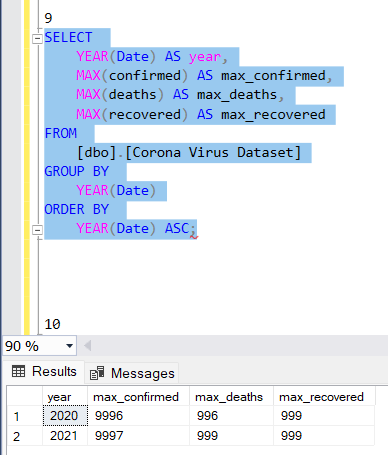 9
SELECT
YEAR(Date) AS year,
MAX(confirmed) AS max_confirmed,
MAX(deaths) AS max_deaths,
MAX(recovered) AS max_recovered
FROM
[dbo].[Corona Virus Dataset]
GROUP BY
YEAR(Date)
ORDER BY
YEAR(Date) ASC;
10
90 %
Results Messages
year max_confirmed max_deaths max_recovered
1 2020 9996 996 999
2 2021 9997 999 999